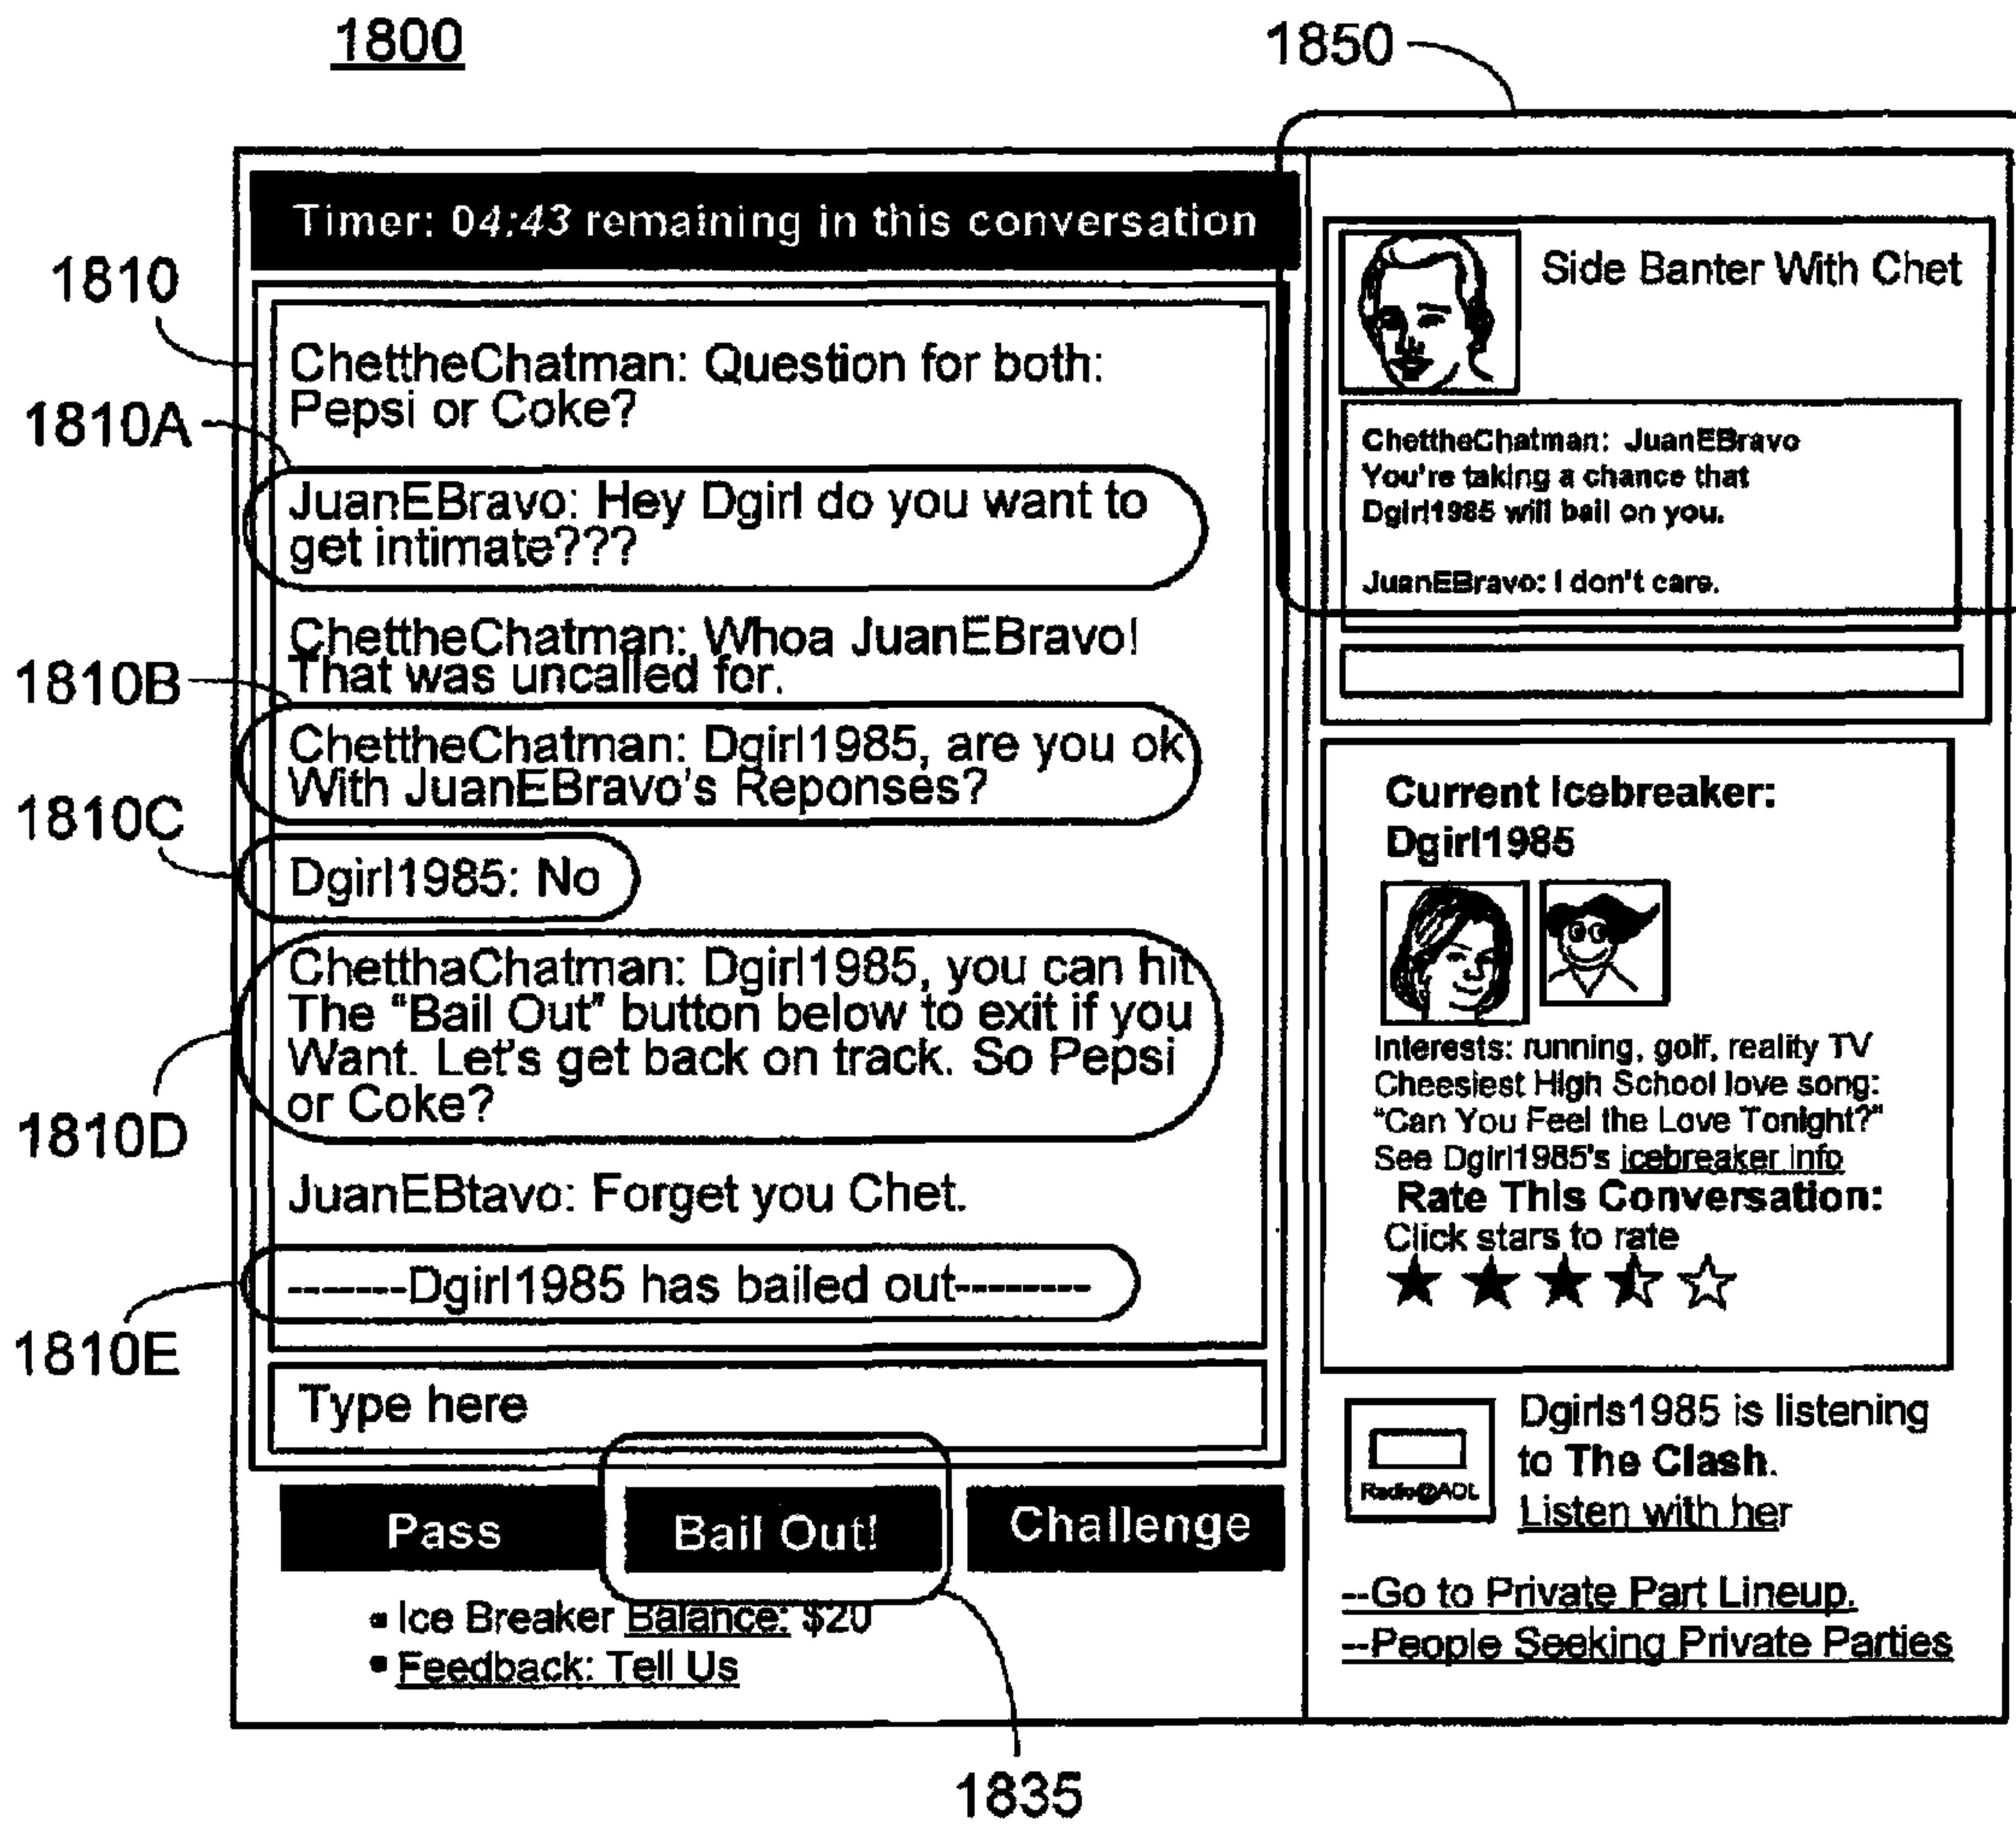 1800
1850
Timer: 04:43 remaining in this conversation
1810
ChettheChatman: Question for both:
Pepsi or Coke?
1810A
JuanEBravo: Hey Dgirl do you want to
get intimate???
ChettheChatman: Whoa JuanEBravo!
That was uncalled for.
1810B
ChettheChatman: Dgirl1985, are you ok
With JuanEBravo's Reponses?
1810C
Dgirl1985: No
ChetthaChatman: Dgirl1985, you can hit
The "Bail Out" button below to exit if you
Want. Let's get back on track. So Pepsi
or Coke?
1810D
JuanEBtavo: Forget you Chet.
-------Dgirl1985 has bailed out--------
1810E
Type here
Pass
Bail Out!
Challenge
▪ Ice Breaker Balance: $20
▪ Feedback: Tell Us
1835
Side Banter With Chet
ChettheChatman: JuanEBravo
You're taking a chance that
Dgirl1985 will bail on you.
JuanEBravo: I don't care.
Current Icebreaker:
Dgirl1985
Interests: running, golf, reality TV
Cheesiest High School love song:
"Can You Feel the Love Tonight?"
See Dgirl1985's icebreaker info
Rate This Conversation:
Click stars to rate
Radio@AOL
Dgirls1985 is listening
to The Clash.
Listen with her
--Go to Private Part Lineup.
--People Seeking Private Parties